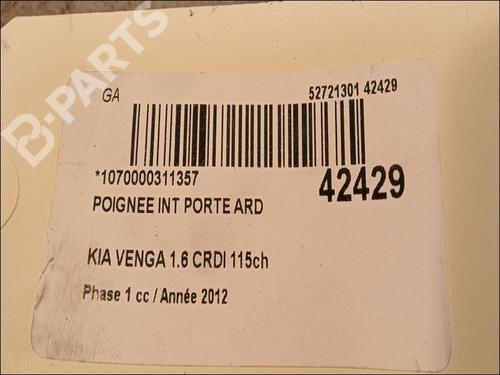 B-PARTS
GA
52721301 42429
*1070000311357
42429
POIGNEE INT PORTE ARD
KIA VENGA 1.6 CRDI 115ch
Phase 1 cc / Année 2012